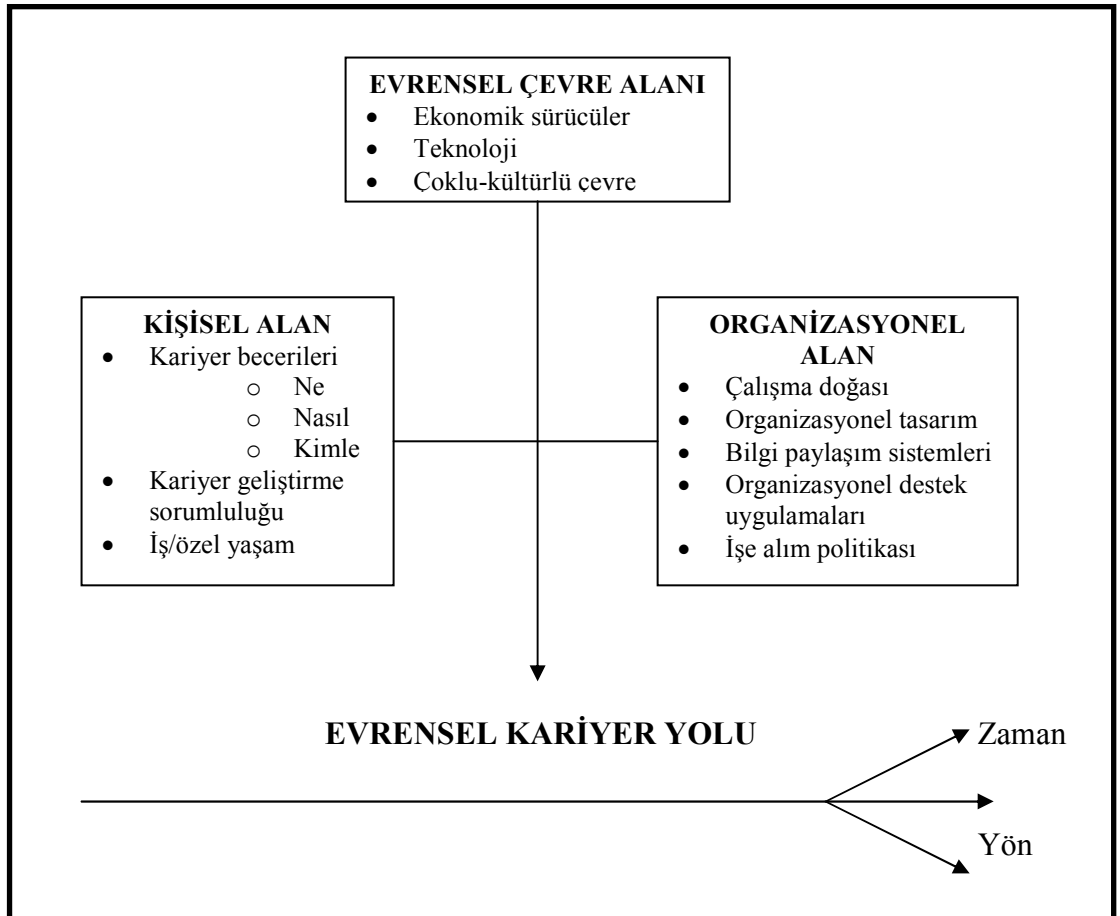 EVRENSEL ÇEVRE ALANI
• Ekonomik sürücüler
• Teknoloji
• Çoklu-kültürlü çevre
KİŞİSEL ALAN
• Kariyer becerileri
o Ne
o Nasıl
o Kimle
• Kariyer geliştirme
sorumluluğu
• İş/özel yaşam
ORGANİZASYONEL
ALAN
• Çalışma doğası
• Organizasyonel tasarım
• Bilgi paylaşım sistemleri
• Organizasyonel destek
uygulamaları
• İşe alım politikası
EVRENSEL KARİYER YOLU
Zaman
Yön